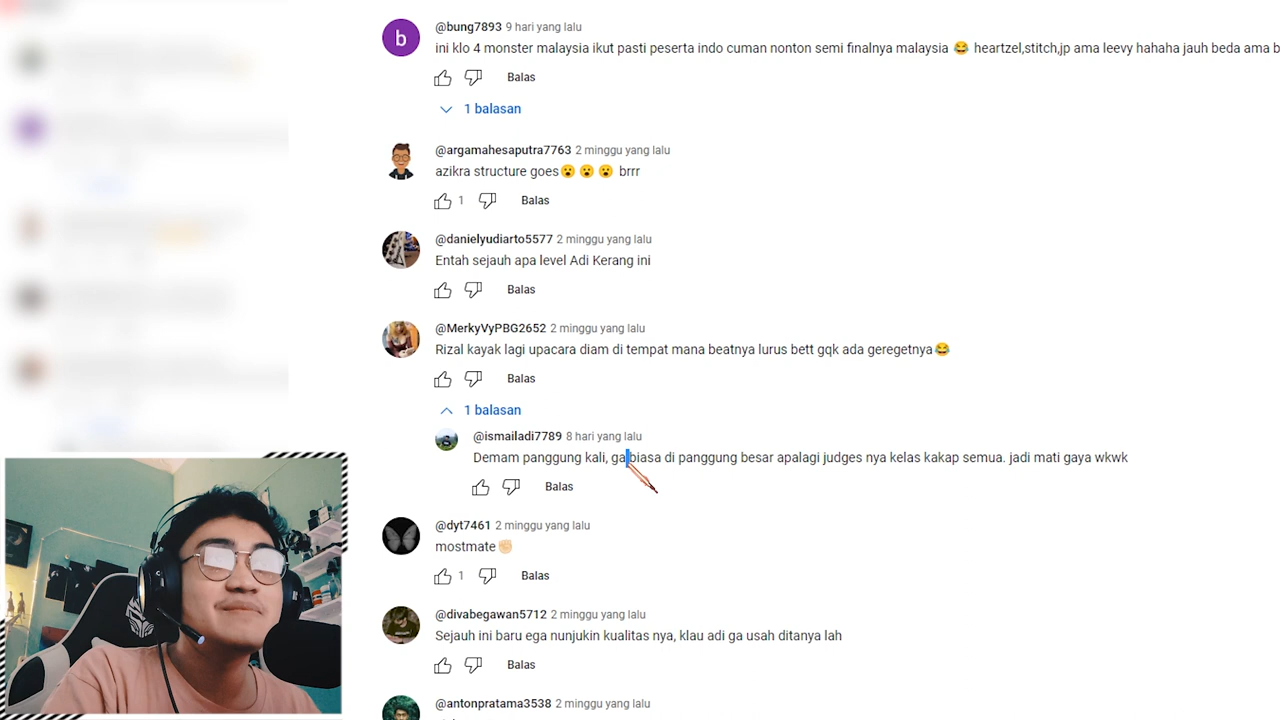 @bung7893 9 hari yang lalu
ini klo 4 monster malaysia ikut pasti peserta indo cuman nonton semi finalnya malaysia 😂 heartzel,stitch,jp ama leevy hahaha jauh beda ama b
Balas
1 balasan
@argamahesaputra7763 2 minggu yang lalu
azikra structure goes😮😮😮 brrr
1 Balas
@danielyudiarto5577 2 minggu yang lalu
Entah sejauh apa level Adi Kerang ini
Balas
@MerkyVyPBG2652 2 minggu yang lalu
Rizal kayak lagi upacara diam di tempat mana beatnya lurus bett gqk ada geregetnya😂
Balas
1 balasan
@ismailadi7789 8 hari yang lalu
Demam panggung kali, ga biasa di panggung besar apalagi judges nya kelas kakap semua. jadi mati gaya wkwk
Balas
@dyt7461 2 minggu yang lalu
mostmate✊🏻
1 Balas
@divabegawan5712 2 minggu yang lalu
Sejauh ini baru ega nunjukin kualitas nya, klau adi ga usah ditanya lah
Balas
@antonpratama3538 2 minggu yang lalu
b